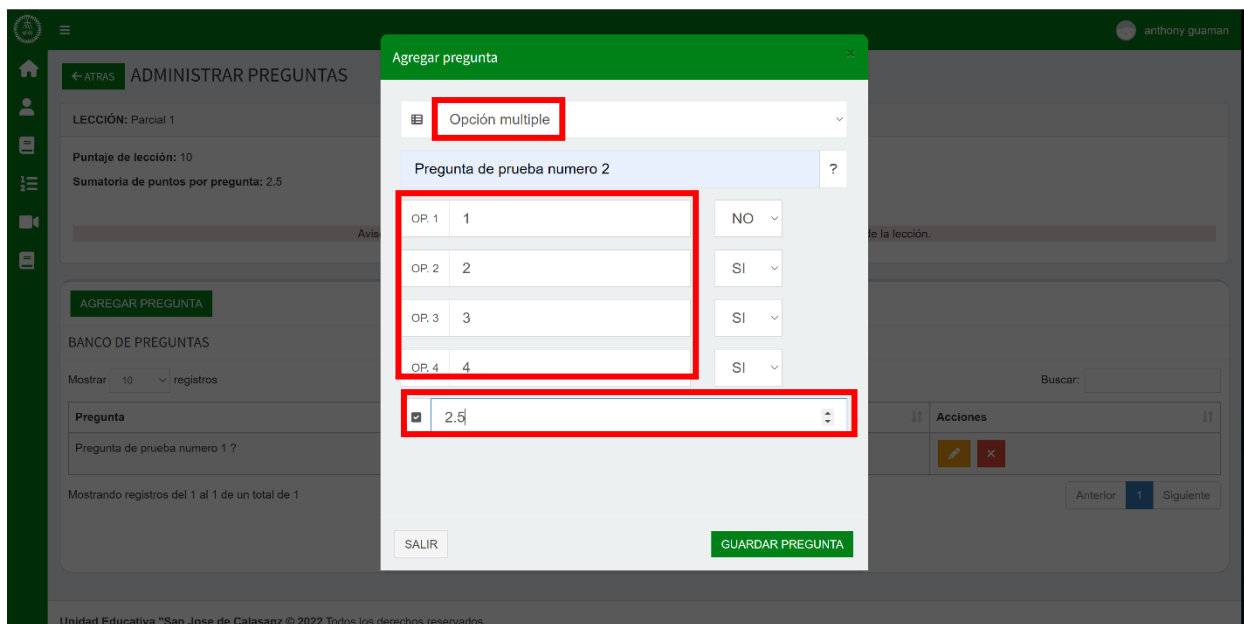 anthony guaman
Agregar pregunta
×
←ATRAS ADMINISTRAR PREGUNTAS
LECCIÓN: Parcial 1
Opción multiple
Puntaje de lección: 10
Pregunta de prueba numero 2 ?
Sumatoria de puntos por pregunta: 2.5
OP. 1 1 NO
Avis
de la lección.
OP. 2 2 SI
AGREGAR PREGUNTA
OP. 3 3 SI
BANCO DE PREGUNTAS
OP. 4 4 SI
Mostrar 10 registros
Buscar:
2.5
Pregunta
Acciones
Pregunta de prueba numero 1 ?
Mostrando registros del 1 al 1 de un total de 1
Anterior 1 Siguiente
SALIR
GUARDAR PREGUNTA
Unidad Educativa "San Jose de Calasanz © 2022 Todos los derechos reservados.